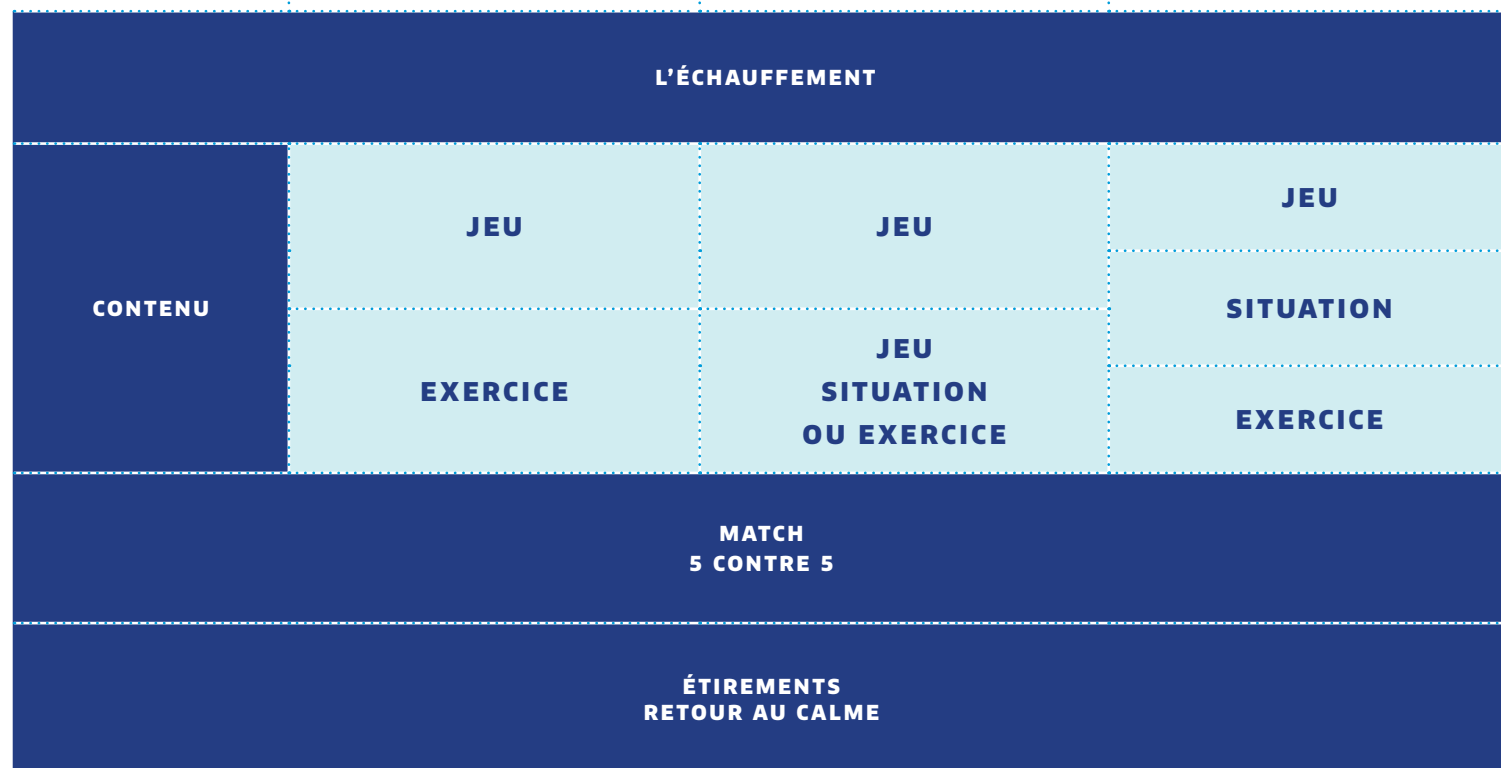 L’ÉCHAUFFEMENT
CONTENU
JEU
EXERCICE
JEU
JEU
SITUATION
OU EXERCICE
JEU
SITUATION
EXERCICE
MATCH
5 CONTRE 5
ÉTIREMENTS
RETOUR AU CALME